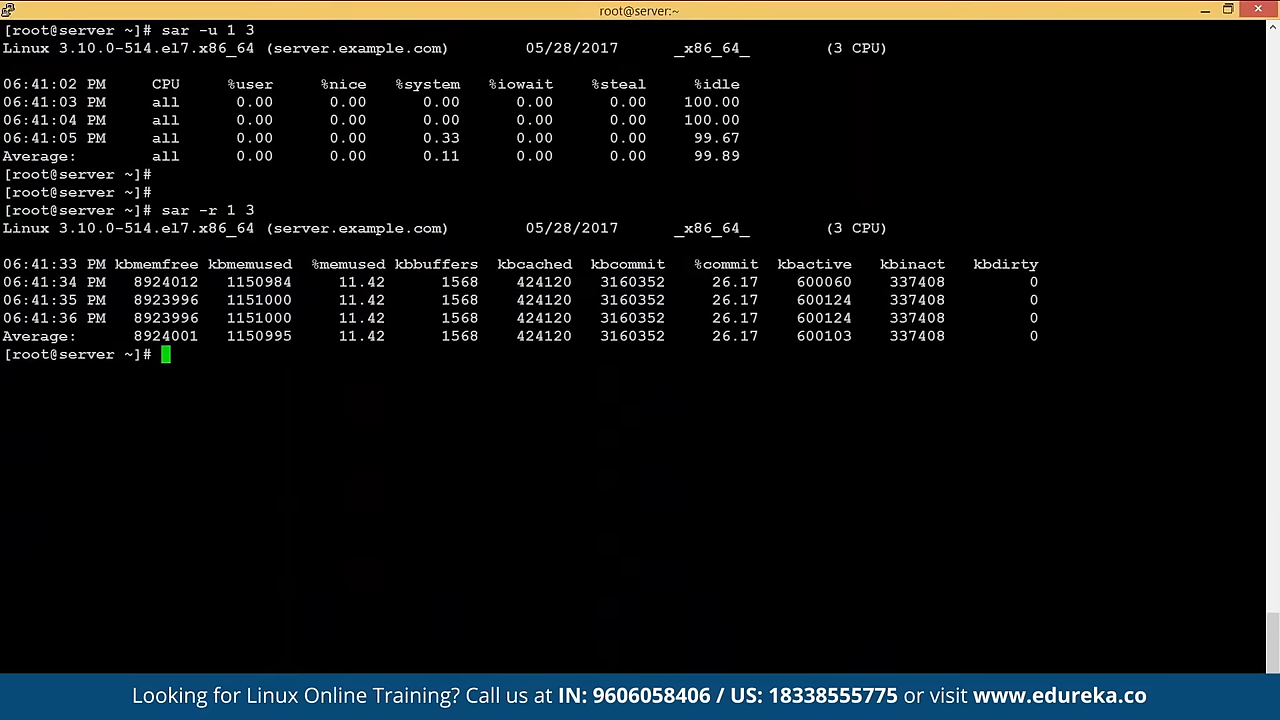 root@server:~
[root@server ~]# sar -u 1 3
Linux 3.10.0-514.el7.x86_64 (server.example.com) 05/28/2017 _x86_64_ (3 CPU)
06:41:02 PM CPU %user %nice %system %iowait %steal %idle
06:41:03 PM all 0.00 0.00 0.00 0.00 0.00 100.00
06:41:04 PM all 0.00 0.00 0.00 0.00 0.00 100.00
06:41:05 PM all 0.00 0.00 0.33 0.00 0.00 99.67
Average: all 0.00 0.00 0.11 0.00 0.00 99.89
[root@server ~]#
[root@server ~]#
[root@server ~]# sar -r 1 3
Linux 3.10.0-514.el7.x86_64 (server.example.com) 05/28/2017 _x86_64_ (3 CPU)
06:41:33 PM kbmemfree kbmemused %memused kbbuffers kbcached kbcommit %commit kbactive kbinact kbdirty
06:41:34 PM 8924012 1150984 11.42 1568 424120 3160352 26.17 600060 337408 0
06:41:35 PM 8923996 1151000 11.42 1568 424120 3160352 26.17 600124 337408 0
06:41:36 PM 8923996 1151000 11.42 1568 424120 3160352 26.17 600124 337408 0
Average: 8924001 1150995 11.42 1568 424120 3160352 26.17 600103 337408 0
[root@server ~]#
Looking for Linux Online Training? Call us at IN: 9606058406 / US: 18338555775 or visit www.edureka.co